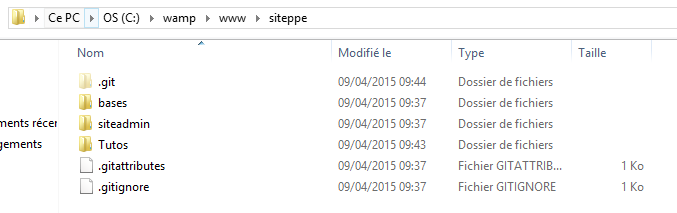 Ce PC OS (C:) wamp www siteppe
Nom Modifié le Type Taille
.git 09/04/2015 09:44 Dossier de fichiers
bases 09/04/2015 09:37 Dossier de fichiers
siteadmin 09/04/2015 09:37 Dossier de fichiers
ments récer
Tutos 09/04/2015 09:43 Dossier de fichiers
gements
.gitattributes 09/04/2015 09:37 Fichier GITATTRIB... 1 Ko
.gitignore 09/04/2015 09:37 Fichier GITIGNORE 1 Ko